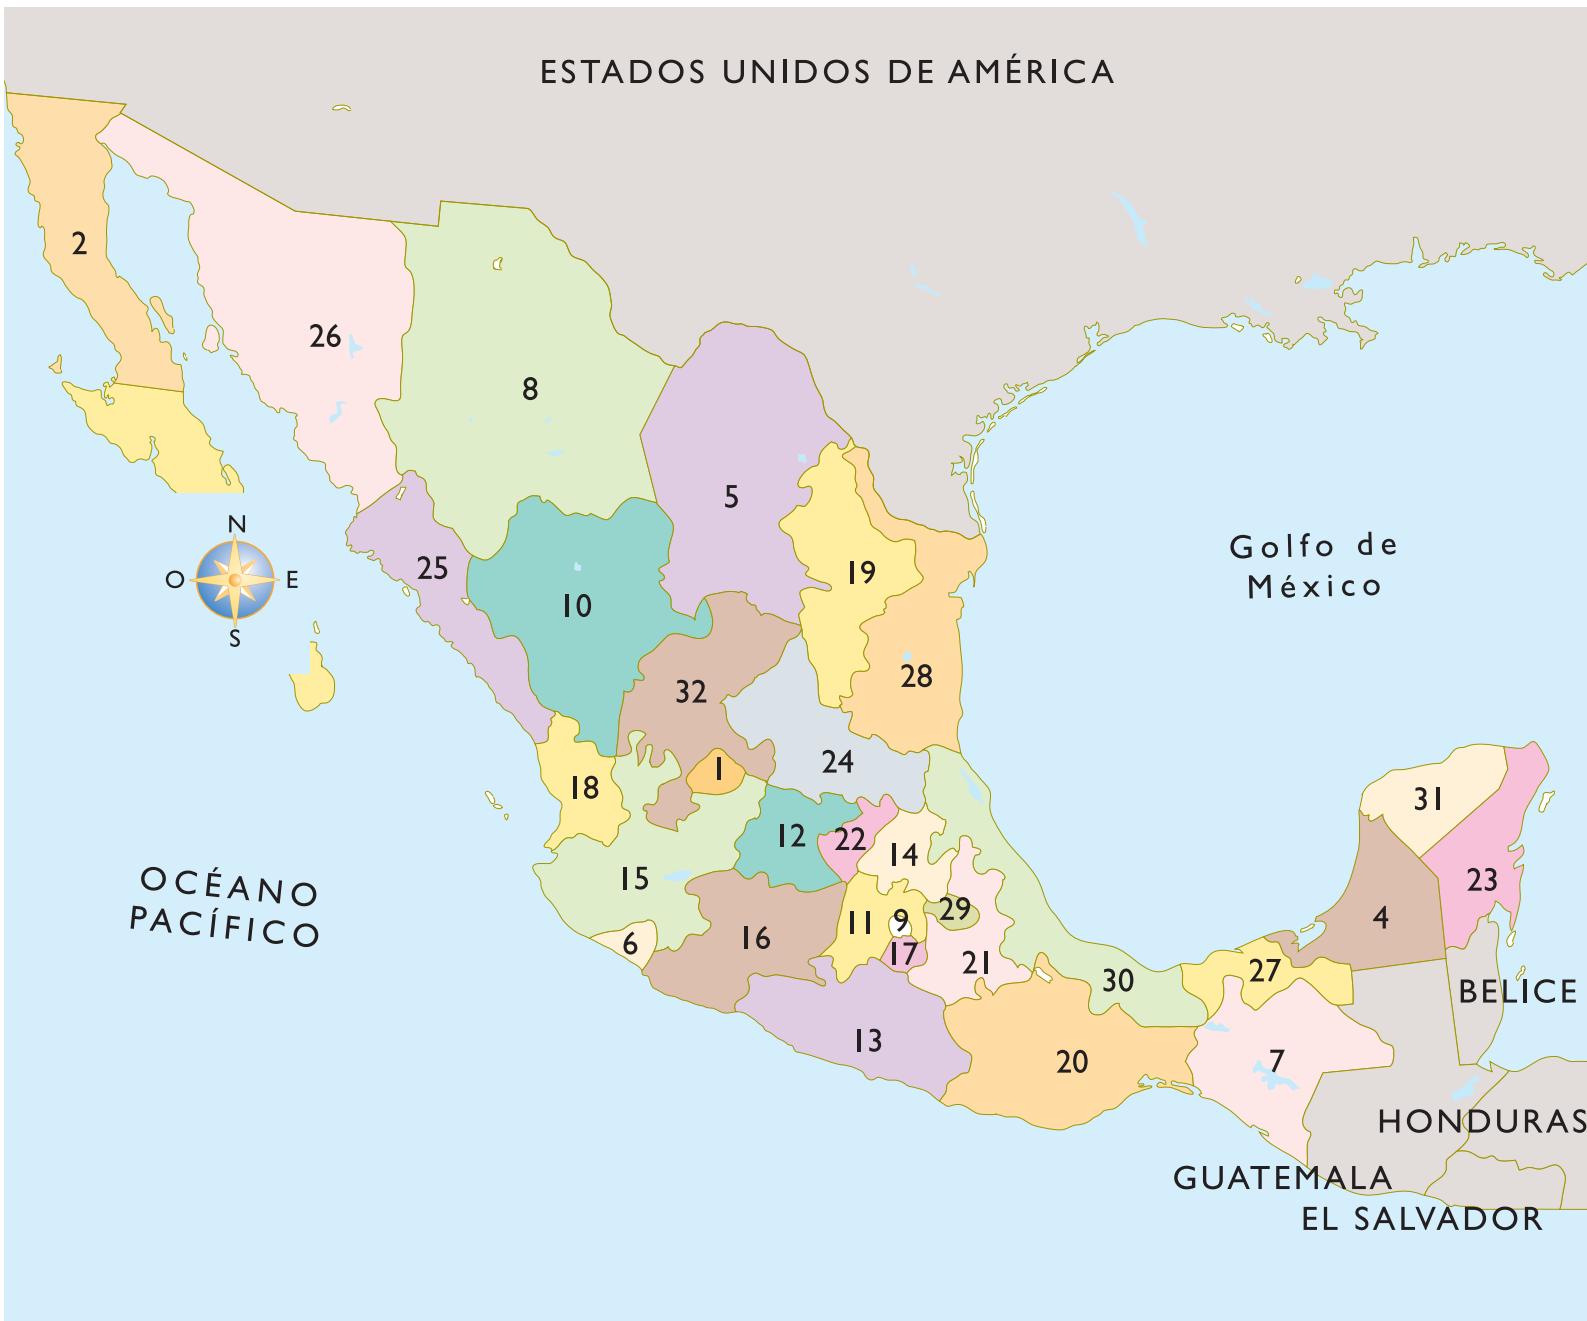 ESTADOS UNIDOS DE AMÉRICA
2
26
8
5
N
O
E
S
25
10
19
Golfo de
México
32
28
1
24
18
31
12
22
14
15
23
29
OCÉANO
PACÍFICO
11
9
4
6
16
17
21
27
30
BELICE
13
20
7
HONDURAS
GUATEMALA
EL SALVADOR